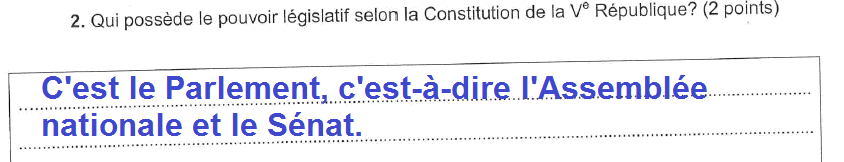 2. Qui possède le pouvoir législatif selon la Constitution de la Vᵉ République? (2 points)
C'est le Parlement, c'est-à-dire l'Assemblée
nationale et le Sénat.